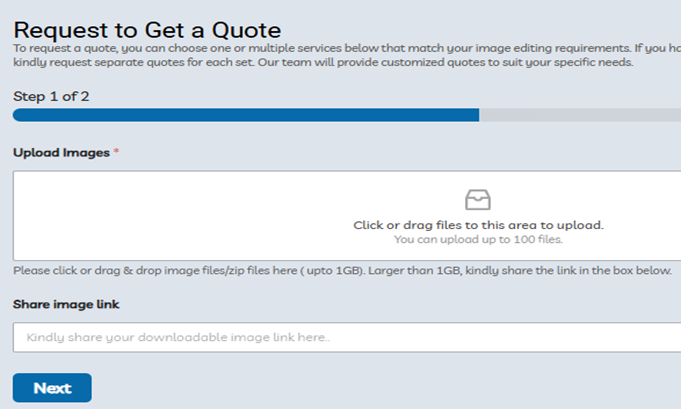 Request to Get a Quote
To request a quote, you can choose one or multiple services below that match your image editing requirements. If you
kindly request separate quotes for each set. Our team will provide customized quotes to suit your specific needs.
Step 1 of 2
Upload Images *
Click or drag files to this area to upload.
You can upload up to 100 files.
Please click or drag & drop image files/zip files here ( upto 1GB). Larger than 1GB, kindly share the link in the box below.
Share image link
Kindly share your downloadable image link here..
Next